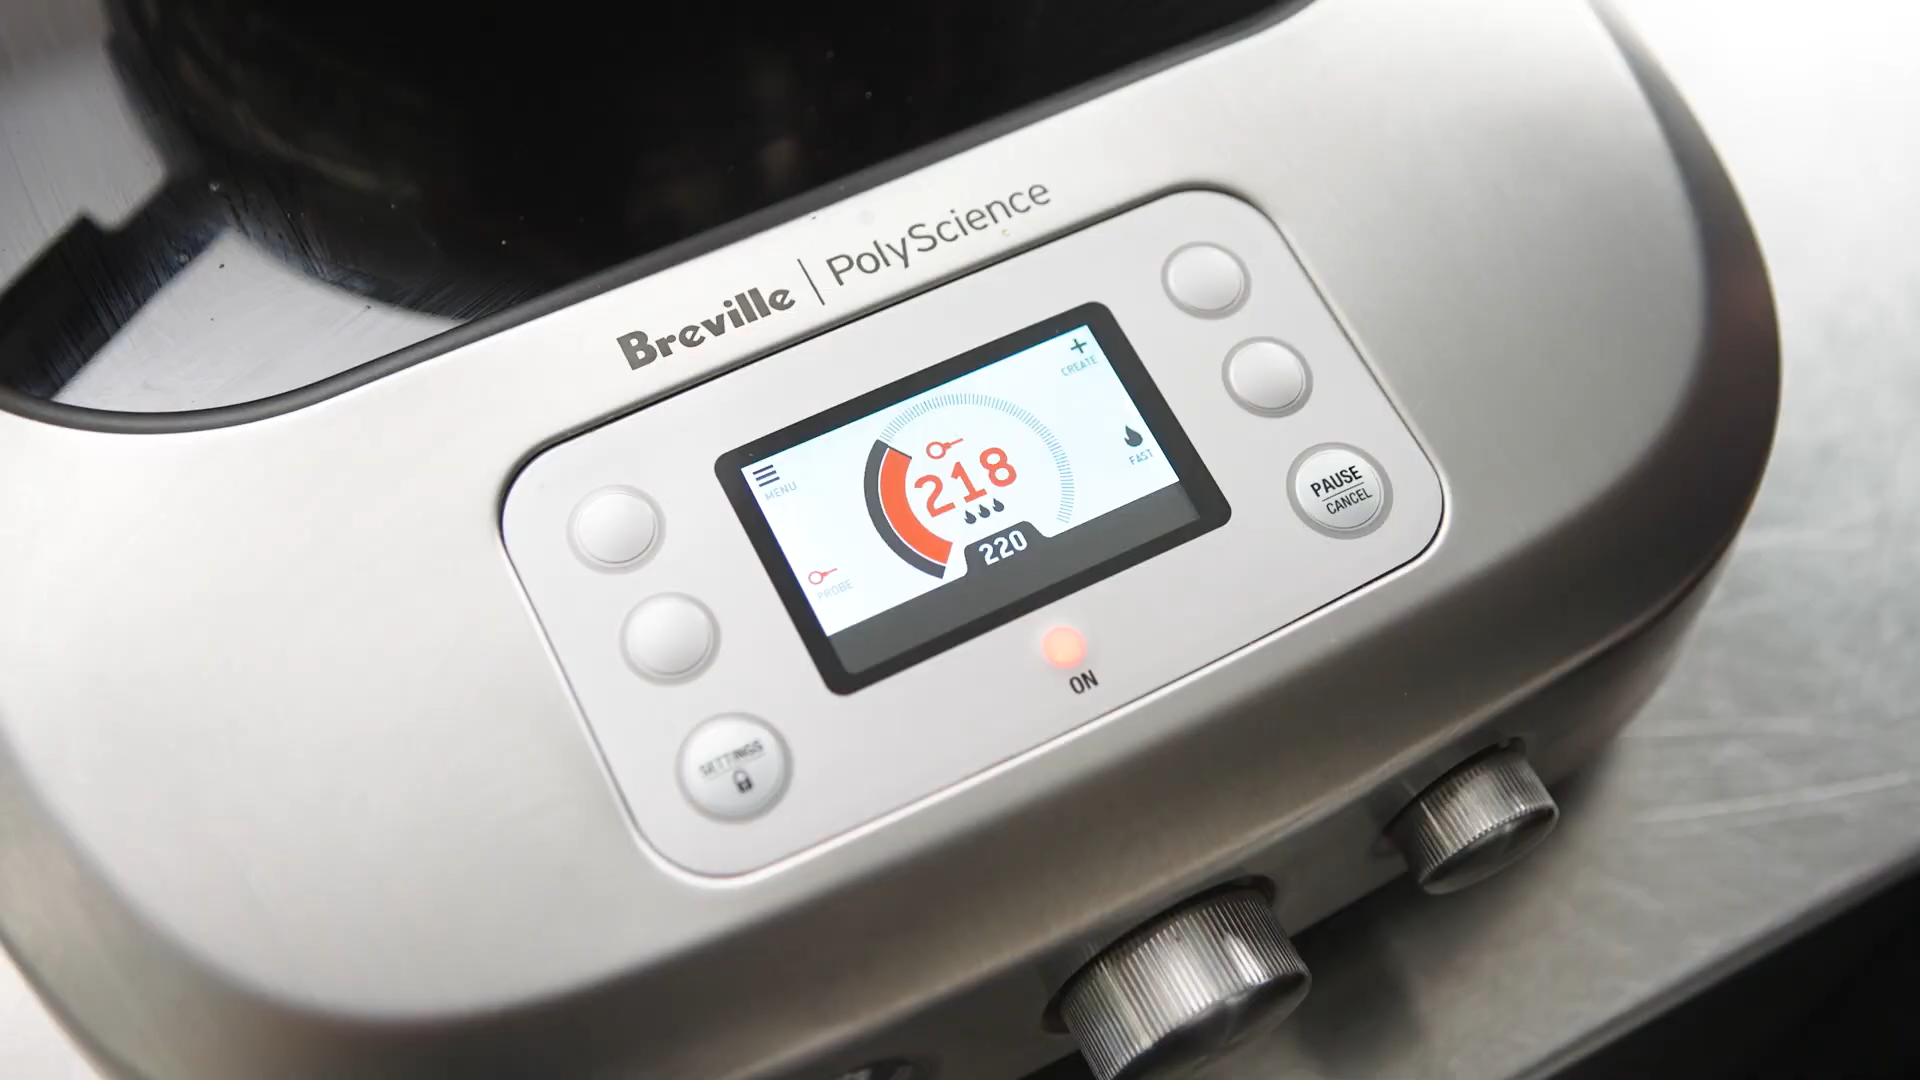 Breville | PolyScience
+
CREATE
MENU
218
FAST
220
PROBE
PAUSE
CANCEL
ON
SETTINGS